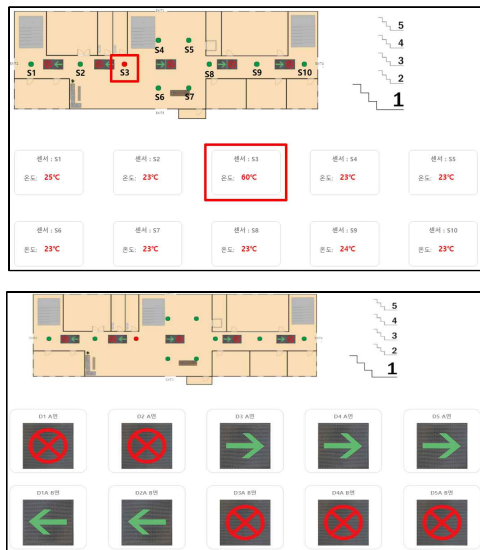 5
S4 S5
4
3
S1 S2 S3 S8 S9 S10
2
S6 S7
1
센서 : S1 센서 : S2 센서 : S3 센서 : S4 센서 : S5
온도: 25℃ 온도: 23℃ 온도: 60℃ 온도: 23℃ 온도: 23℃
센서 : S6 센서 : S7 센서 : S8 센서 : S9 센서 : S10
온도: 23℃ 온도: 23℃ 온도: 23℃ 온도: 24℃ 온도: 23℃
5
4
3
2
1
D1 A면 D2 A면 D3 A면 D4 A면 D5 A면
D1A B면 D2A B면 D3A B면 D4A B면 D5A B면